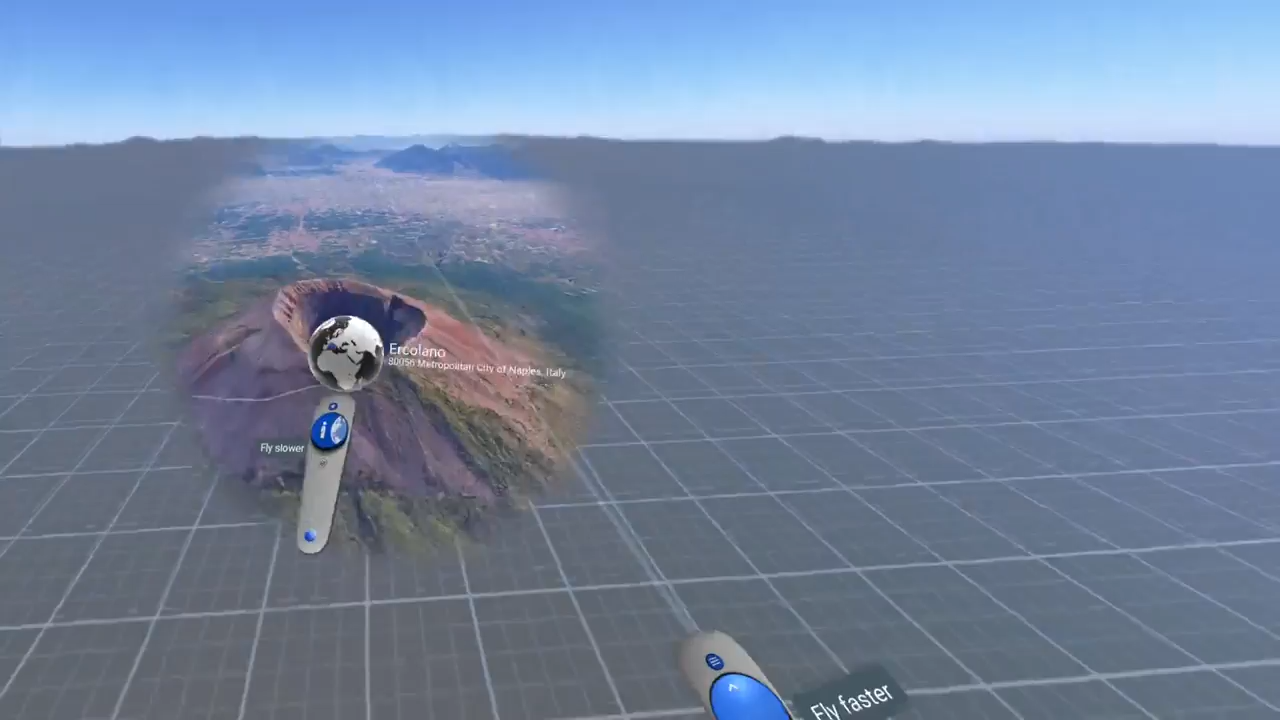 Ercolano
80056 Metropolitan City of Naples, Italy
Fly slower
Fly faster